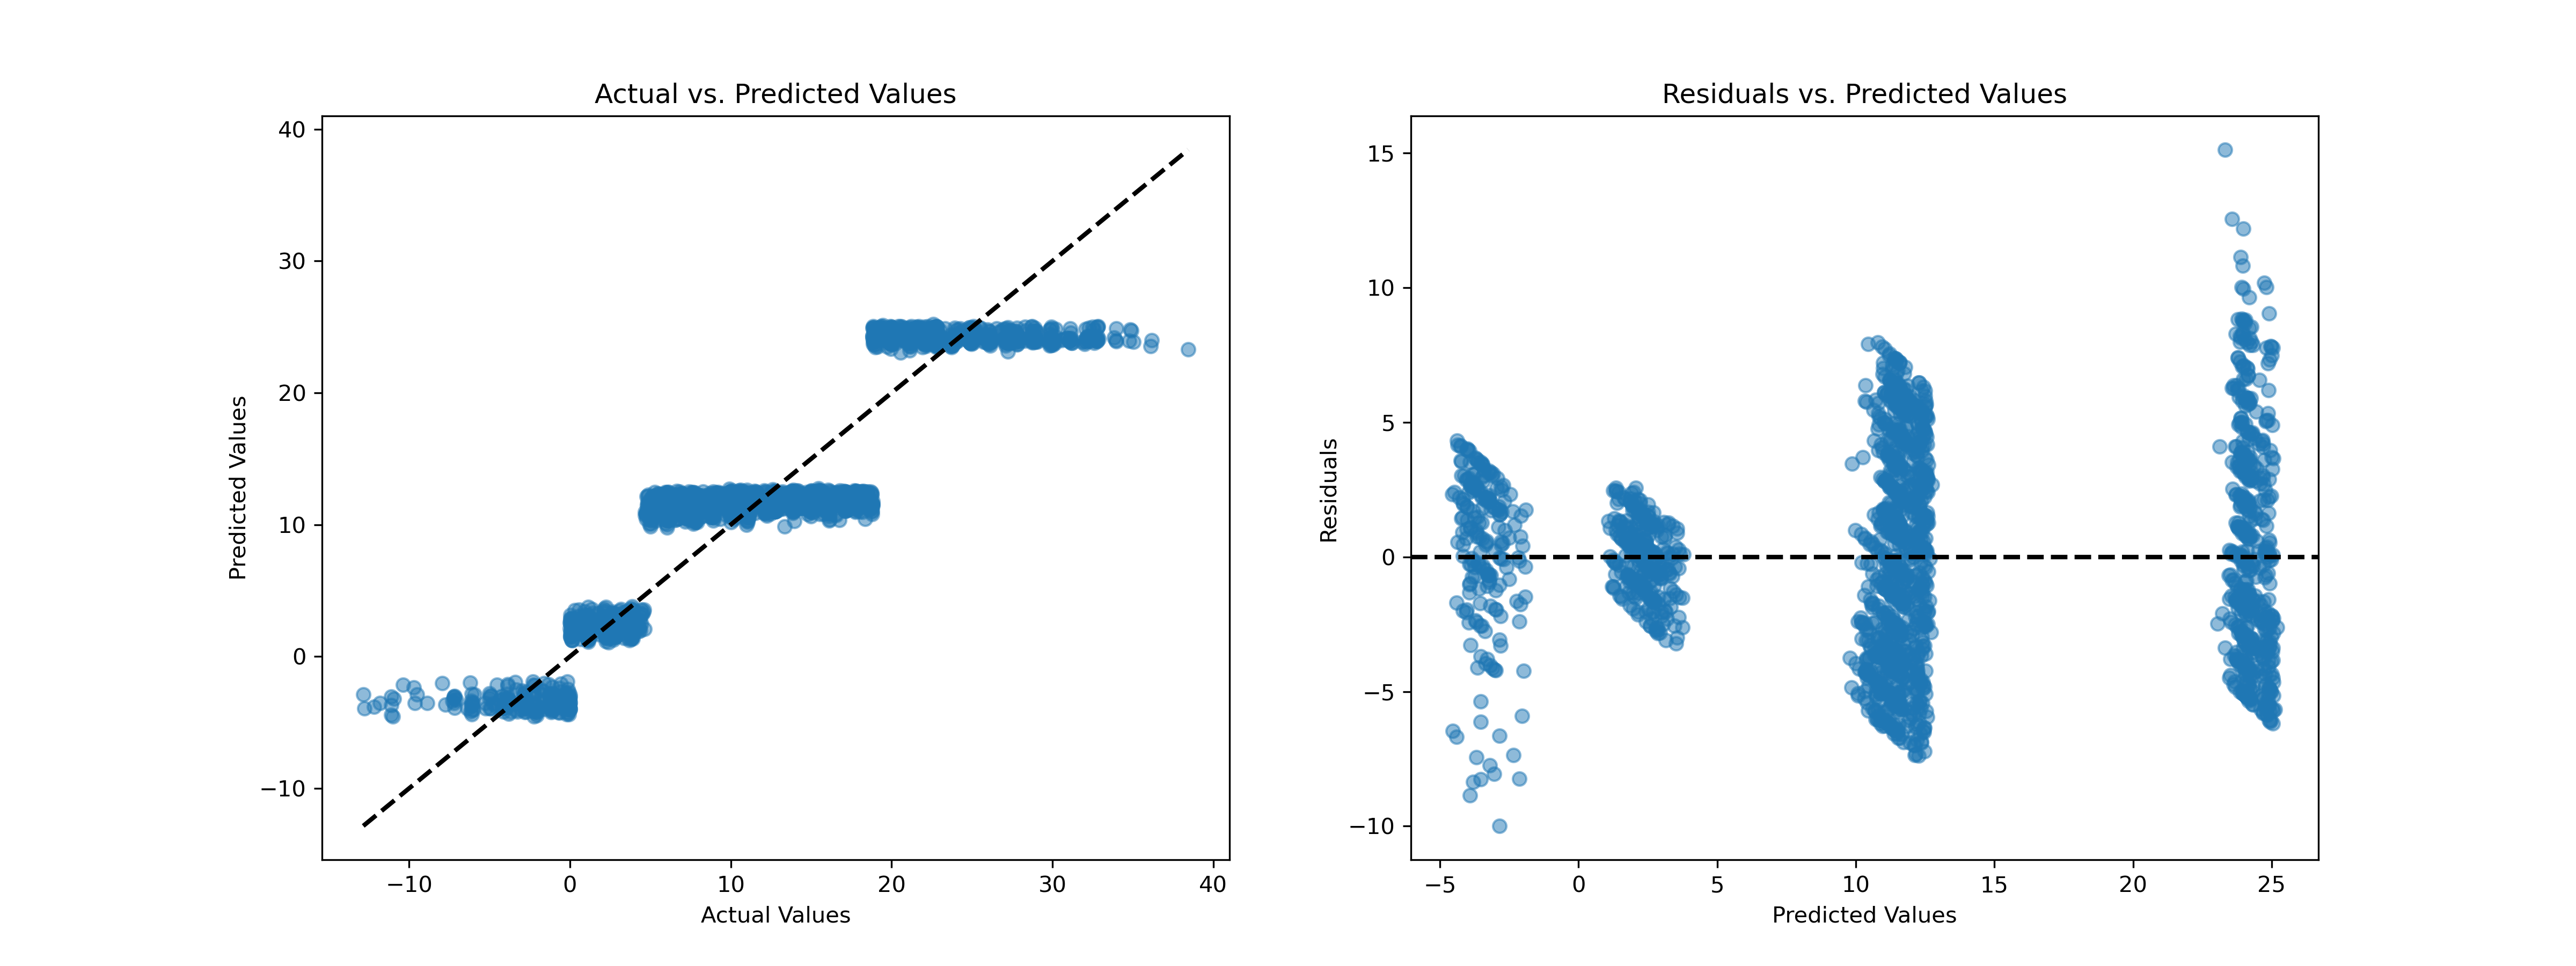 Actual vs. Predicted Values
40
30
20
10
0
−10
Predicted Values
−10 0 10 20 30 40
Actual Values
Residuals vs. Predicted Values
15
10
5
0
−5
−10
Residuals
−5 0 5 10 15 20 25
Predicted Values